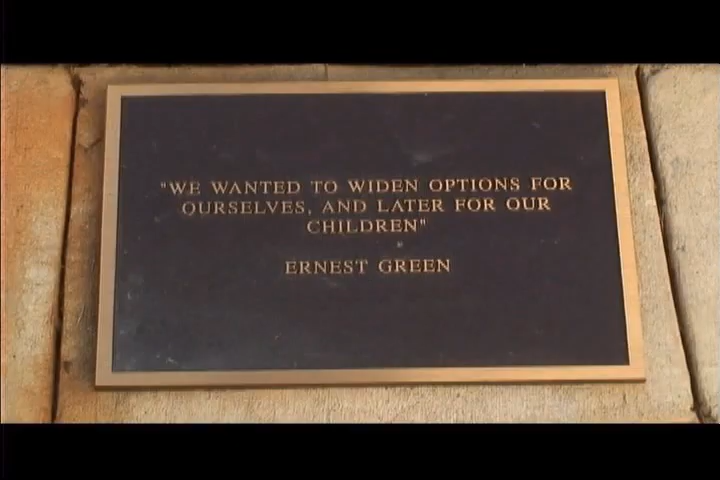 "WE WANTED TO WIDEN OPTIONS FOR
OURSELVES, AND LATER FOR OUR
CHILDREN"
ERNEST GREEN